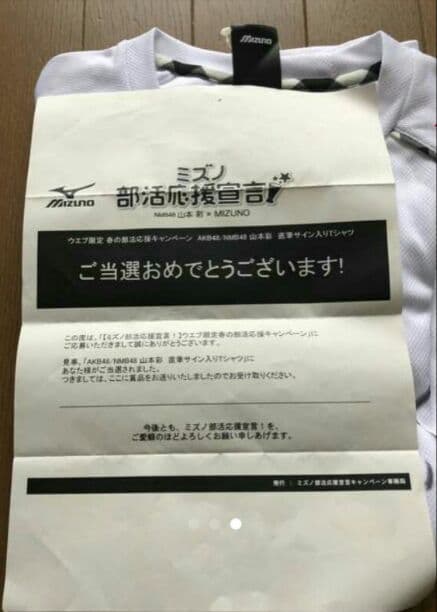 mizuno
MIZUNO
ミズノ
部活応援宣言!
NMB48 山本 彩 × MIZUNO
ウエブ限定 春の部活応援キャンペーン AKB48/NMB48 山本彩 直筆サイン入りTシャツ
ご当選おめでとうございます!
この度は、「【ミズノ部活応援宣言!】ウエブ限定春の部活応援キャンペーン」に
ご応募いただきまして誠にありがとうございます。
見事、「AKB48/NMB48 山本彩 直筆サイン入りTシャツ」に
あなた様がご当選されました。
つきましては、ここに賞品をお送りいたしましたのでお受け取りください。
今後とも、ミズノ部活応援宣言!を、
ご愛顧のほどよろしくお願い申しあげます。
発行 : ミズノ部活応援宣言キャンペーン事務局